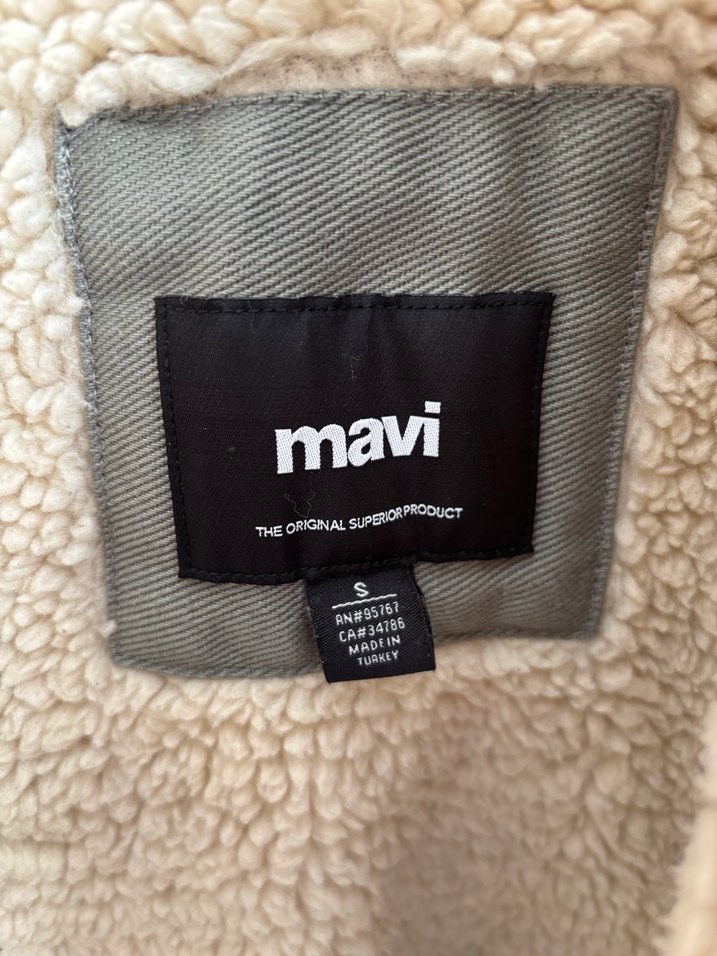 mavi
THE ORIGINAL SUPERIOR PRODUCT
S
RN#95767
CA#34786
MADE IN
TURKEY